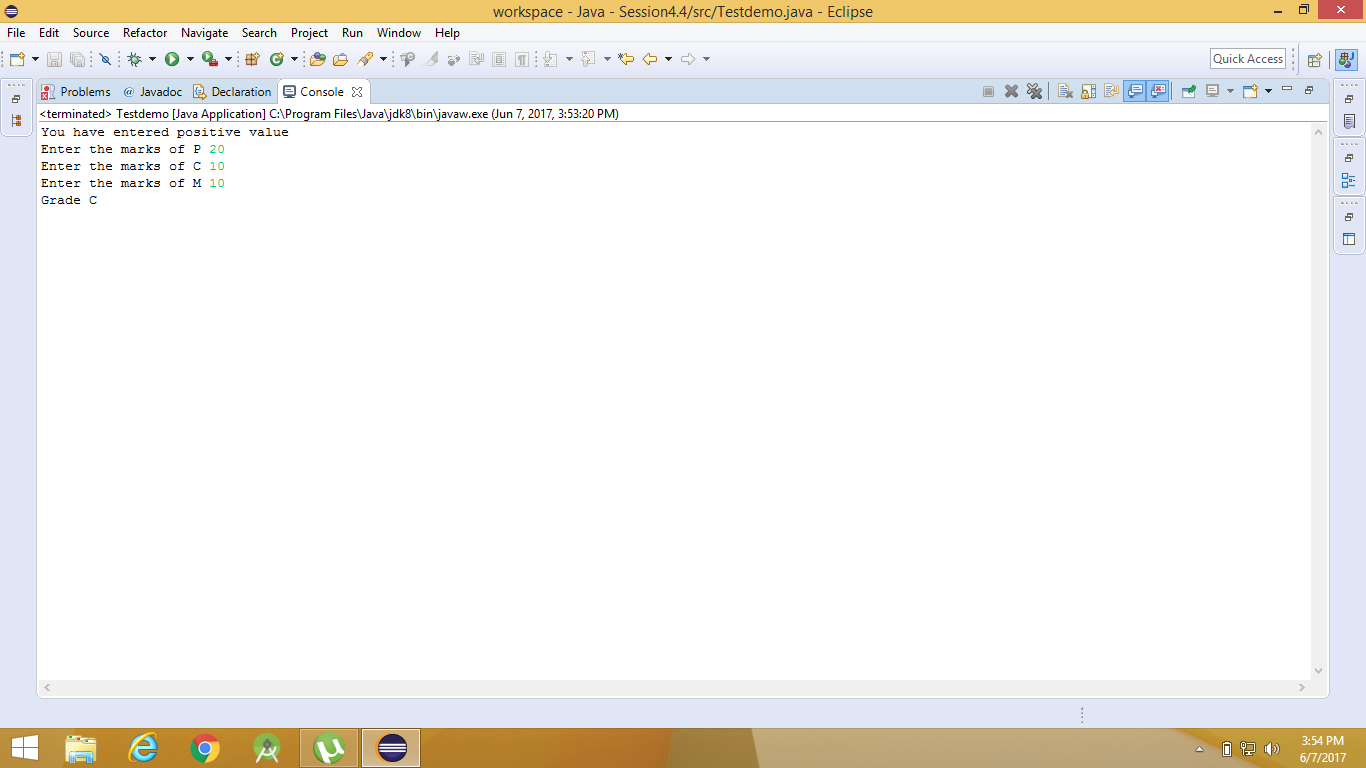 workspace - Java - Session4.4/src/Testdemo.java - Eclipse
File Edit Source Refactor Navigate Search Project Run Window Help
Quick Access
Problems @ Javadoc Declaration Console
<terminated> Testdemo [Java Application] C:\Program Files\Java\jdk8\bin\javaw.exe (Jun 7, 2017, 3:53:20 PM)
You have entered positive value
Enter the marks of P 20
Enter the marks of C 10
Enter the marks of M 10
Grade C
3:54 PM
6/7/2017